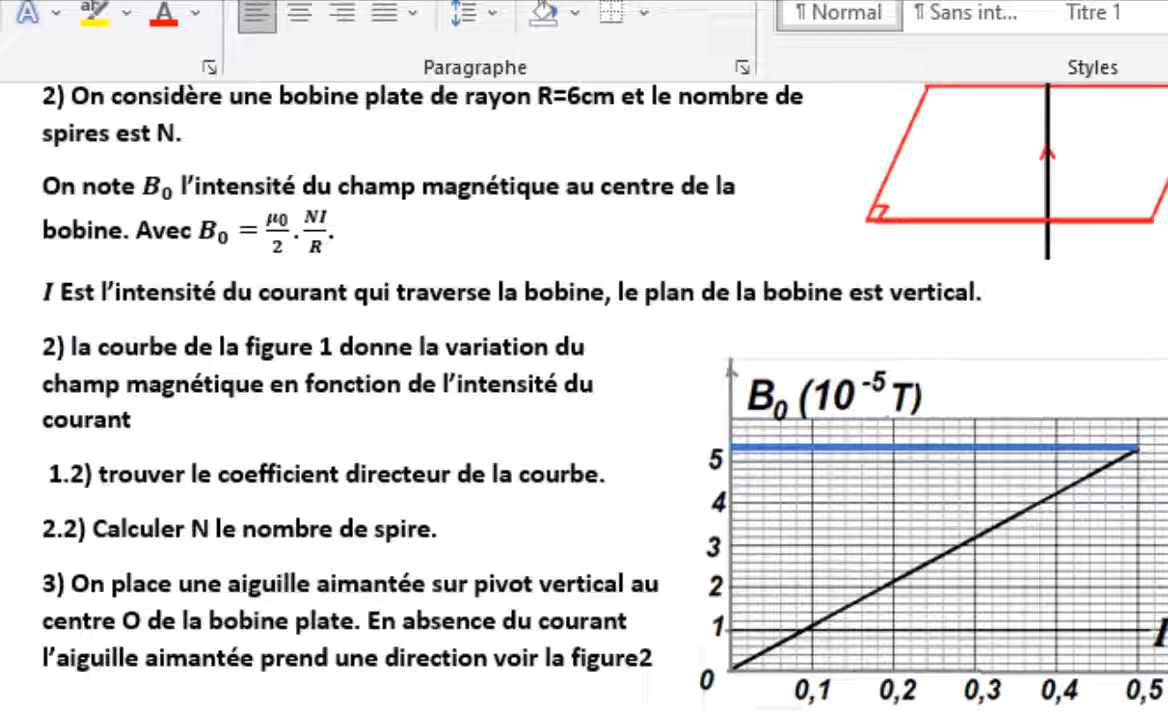 A ab A
Paragraphe Styles
¶ Normal ¶ Sans int... Titre 1
2) On considère une bobine plate de rayon R=6cm et le nombre de
spires est N.
On note B₀ l'intensité du champ magnétique au centre de la
bobine. Avec B₀ = μ0/2 . NI/R.
I Est l'intensité du courant qui traverse la bobine, le plan de la bobine est vertical.
2) la courbe de la figure 1 donne la variation du
champ magnétique en fonction de l'intensité du
courant
1.2) trouver le coefficient directeur de la courbe.
2.2) Calculer N le nombre de spire.
3) On place une aiguille aimantée sur pivot vertical au
centre O de la bobine plate. En absence du courant
l'aiguille aimantée prend une direction voir la figure2
B₀ (10⁻⁵ T)
5
4
3
2
1
I
0 0,1 0,2 0,3 0,4 0,5